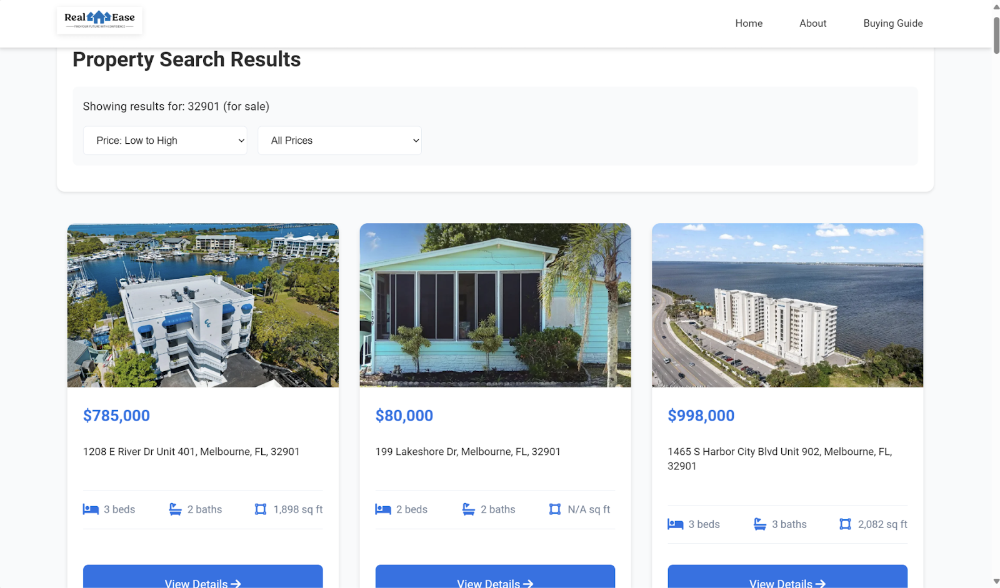 Real Ease
FIND YOUR FUTURE WITH CONFIDENCE
Home
About
Buying Guide
Property Search Results
Showing results for: 32901 (for sale)
Price: Low to High
All Prices
199
$785,000
1208 E River Dr Unit 401, Melbourne, FL, 32901
3 beds
2 baths
1,898 sq ft
View Details →
$80,000
199 Lakeshore Dr, Melbourne, FL, 32901
2 beds
2 baths
N/A sq ft
View Details →
$998,000
1465 S Harbor City Blvd Unit 902, Melbourne, FL,
32901
3 beds
3 baths
2,082 sq ft
View Details →